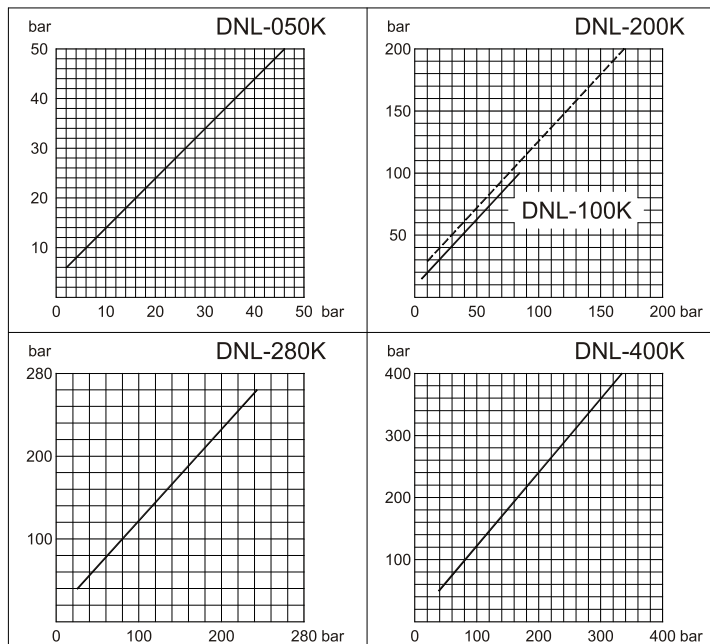 bar DNL-050K
50
40
30
20
10
0 10 20 30 40 50 bar
bar DNL-200K
200
150
100
50
DNL-100K
0 50 100 150 200 bar
bar DNL-280K
280
200
100
0 100 200 280 bar
bar DNL-400K
400
300
200
100
0 100 200 300 400 bar